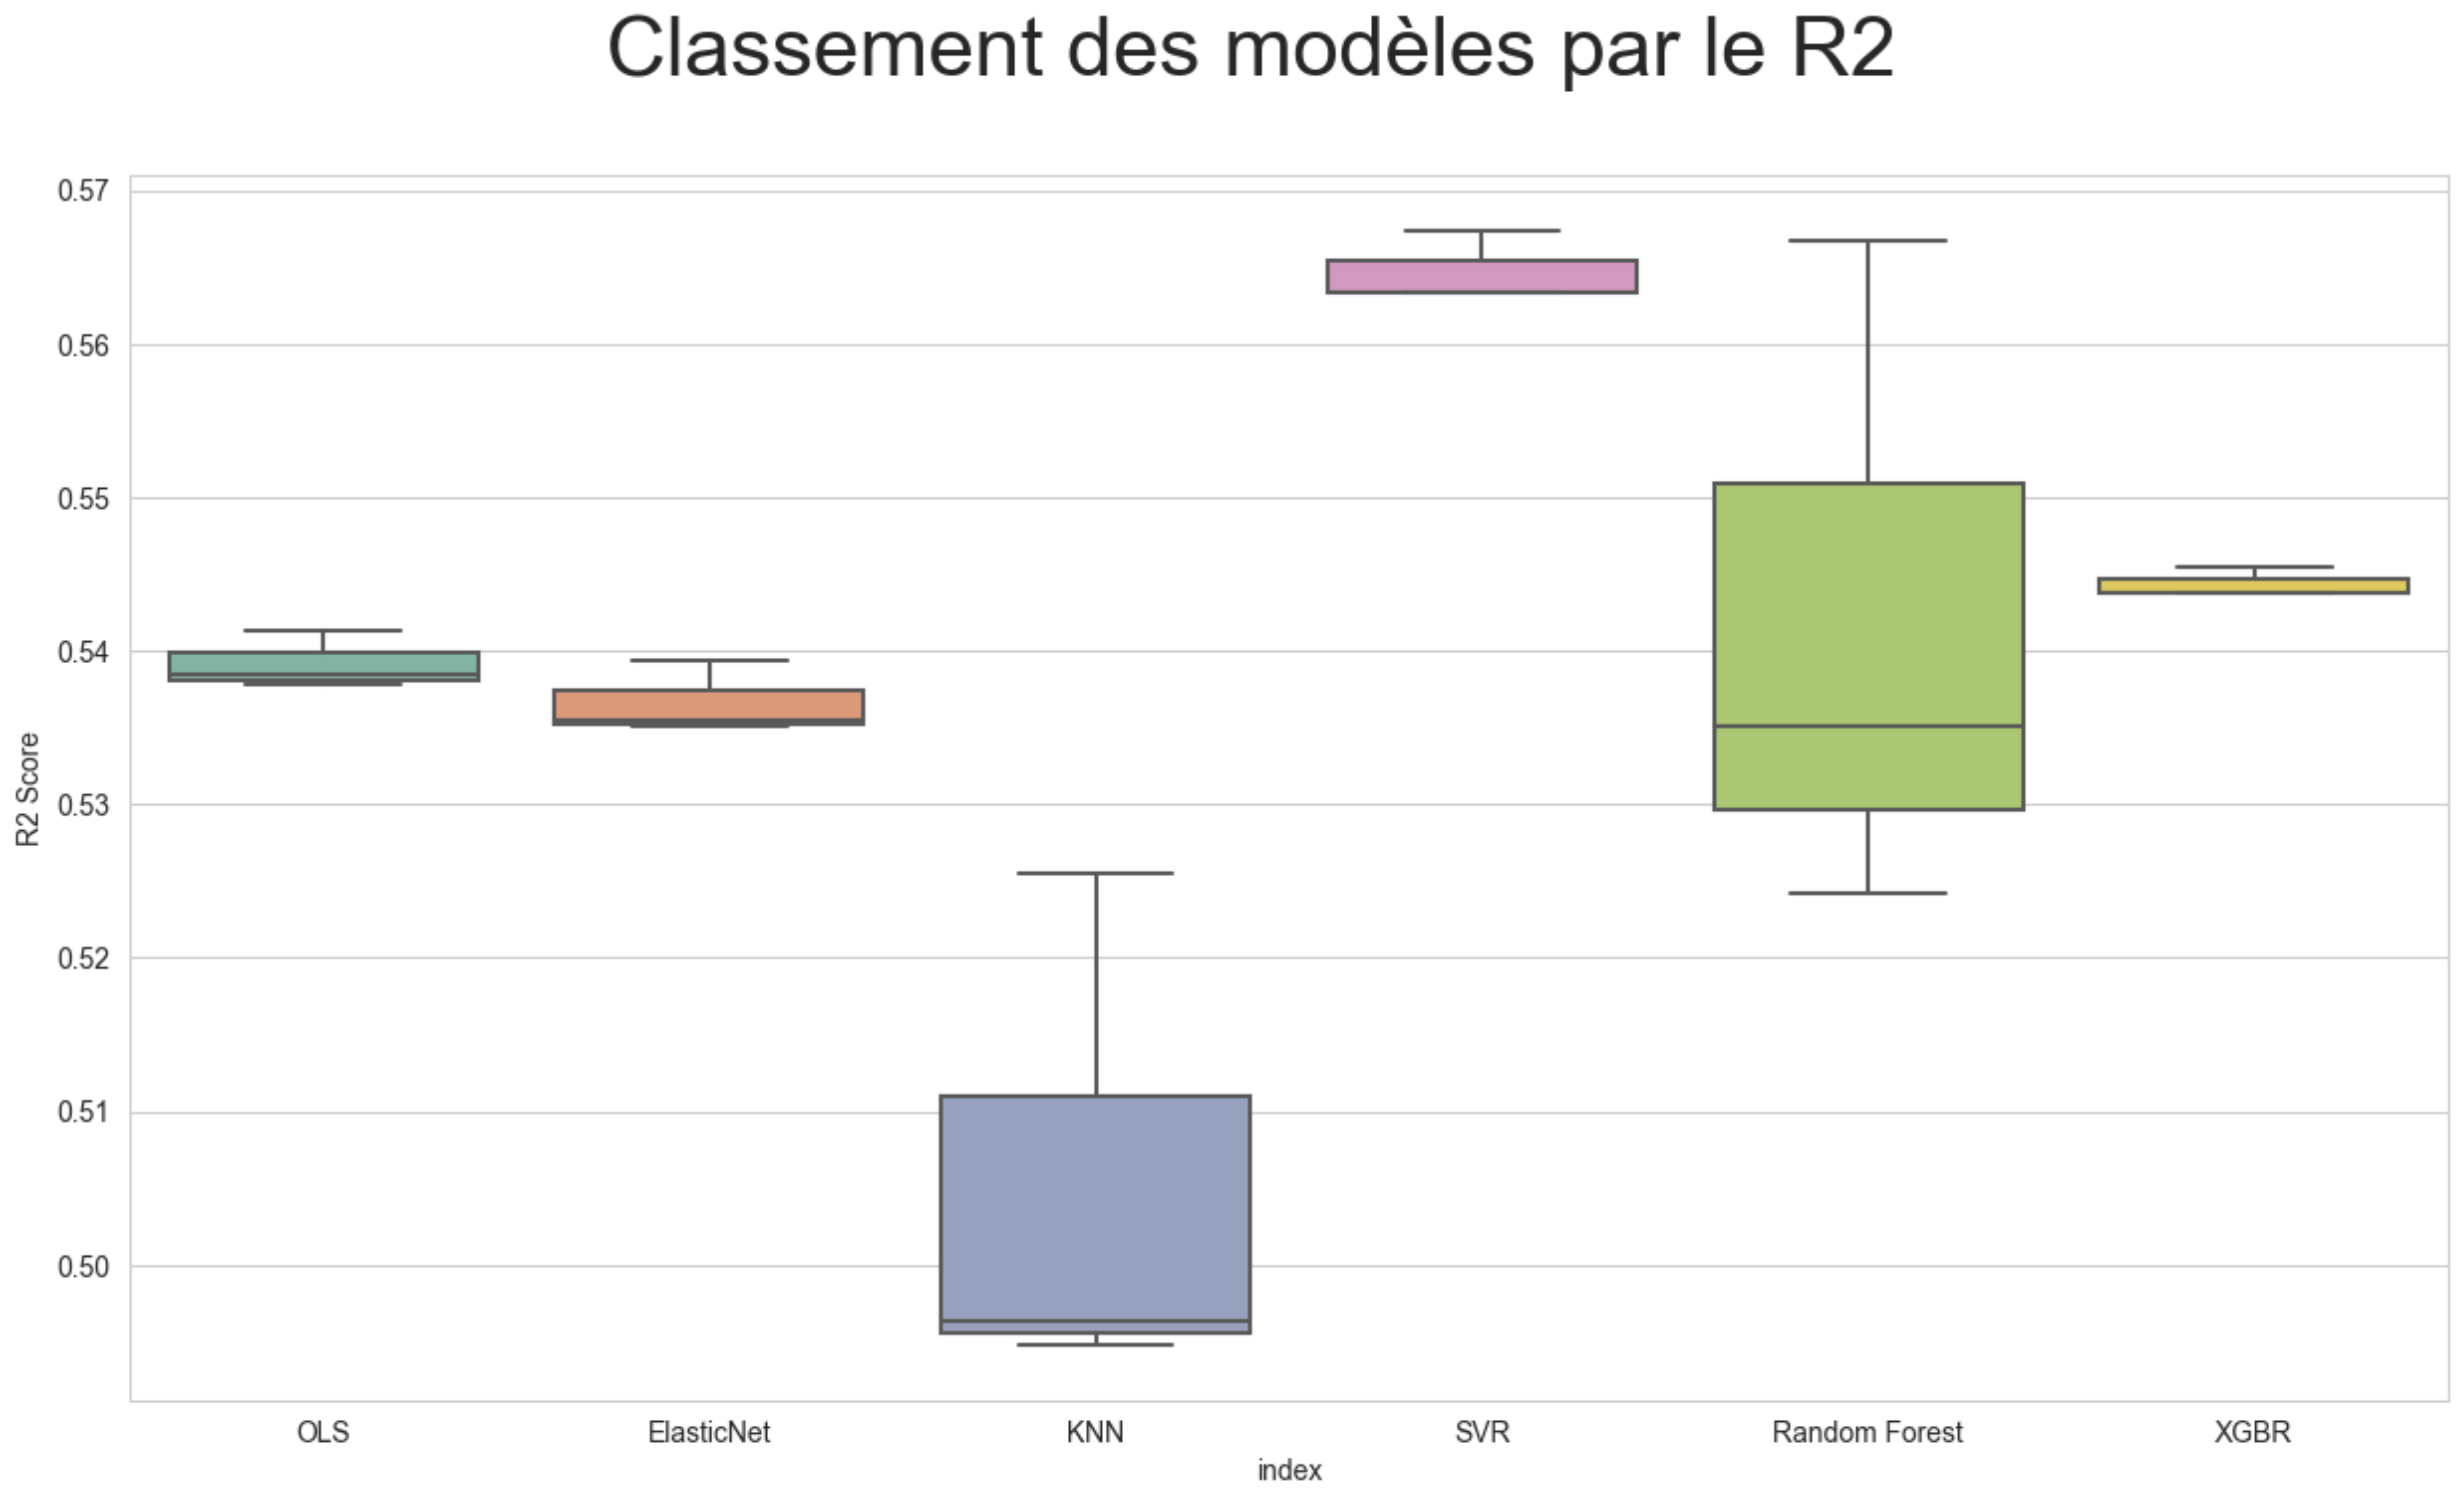 Classement des modèles par le R2
0.57
0.56
0.55
0.54
0.53
0.52
0.51
0.50
R2 Score
OLS ElasticNet KNN SVR Random Forest XGBR
index